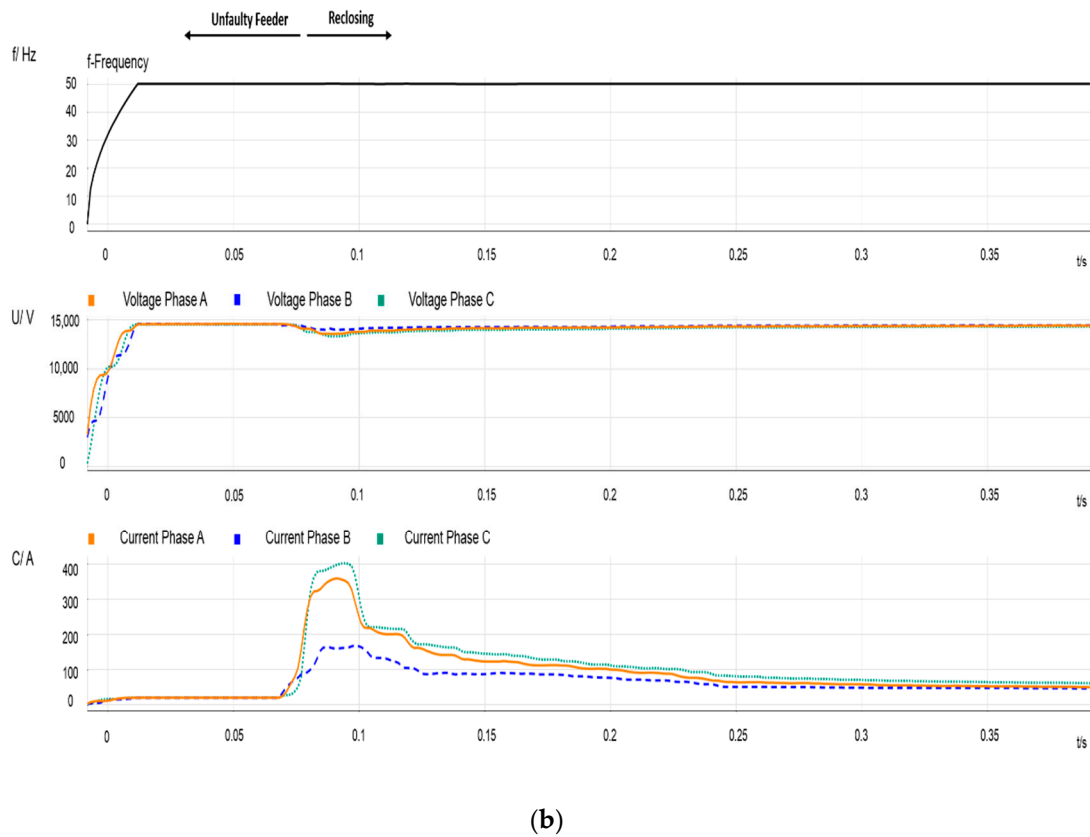 Unfaulty Feeder Reclosing
f/ Hz
f-Frequency
50
40
30
20
10
0
0 0.05 0.1 0.15 0.2 0.25 0.3 0.35 t/s
Voltage Phase A Voltage Phase B Voltage Phase C
U/ V
15,000
10,000
5000
0
0 0.05 0.1 0.15 0.2 0.25 0.3 0.35 t/s
Current Phase A Current Phase B Current Phase C
C/ A
400
300
200
100
0
0 0.05 0.1 0.15 0.2 0.25 0.3 0.35 t/s
(b)